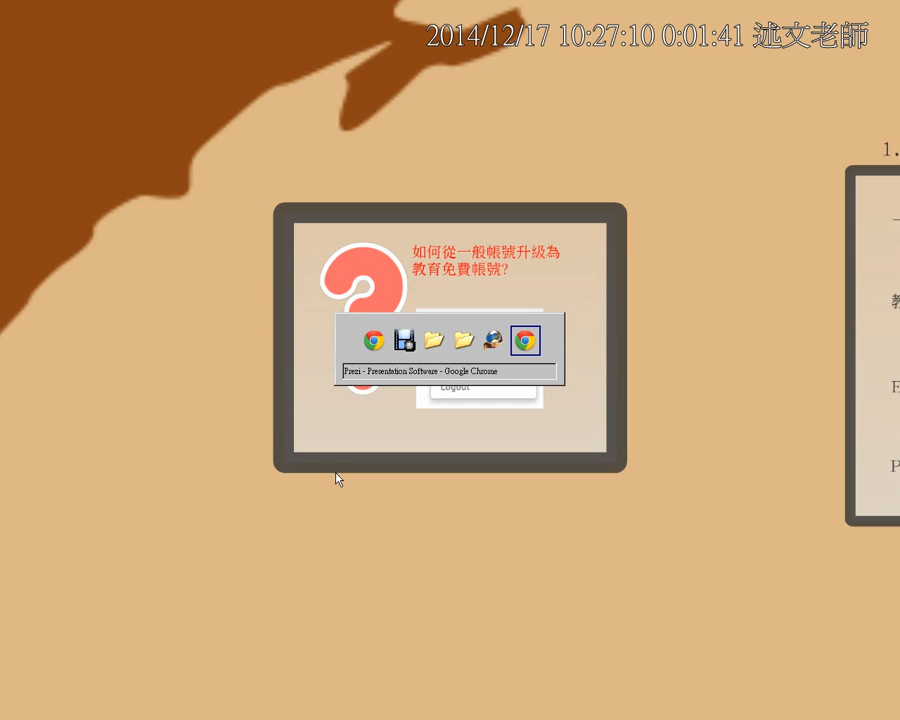 2014/12/17 10:27:10 0:01:41 述文老師
1.
如何從一般帳號升級為
教育免費帳號?
Prezi - Presentation Software - Google Chrome
Logout
E
P